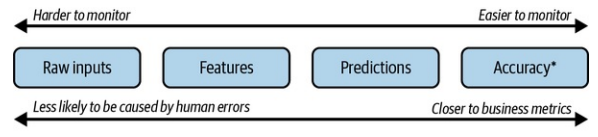 Harder to monitor Easier to monitor
Raw inputs Features Predictions Accuracy*
Less likely to be caused by human errors Closer to business metrics